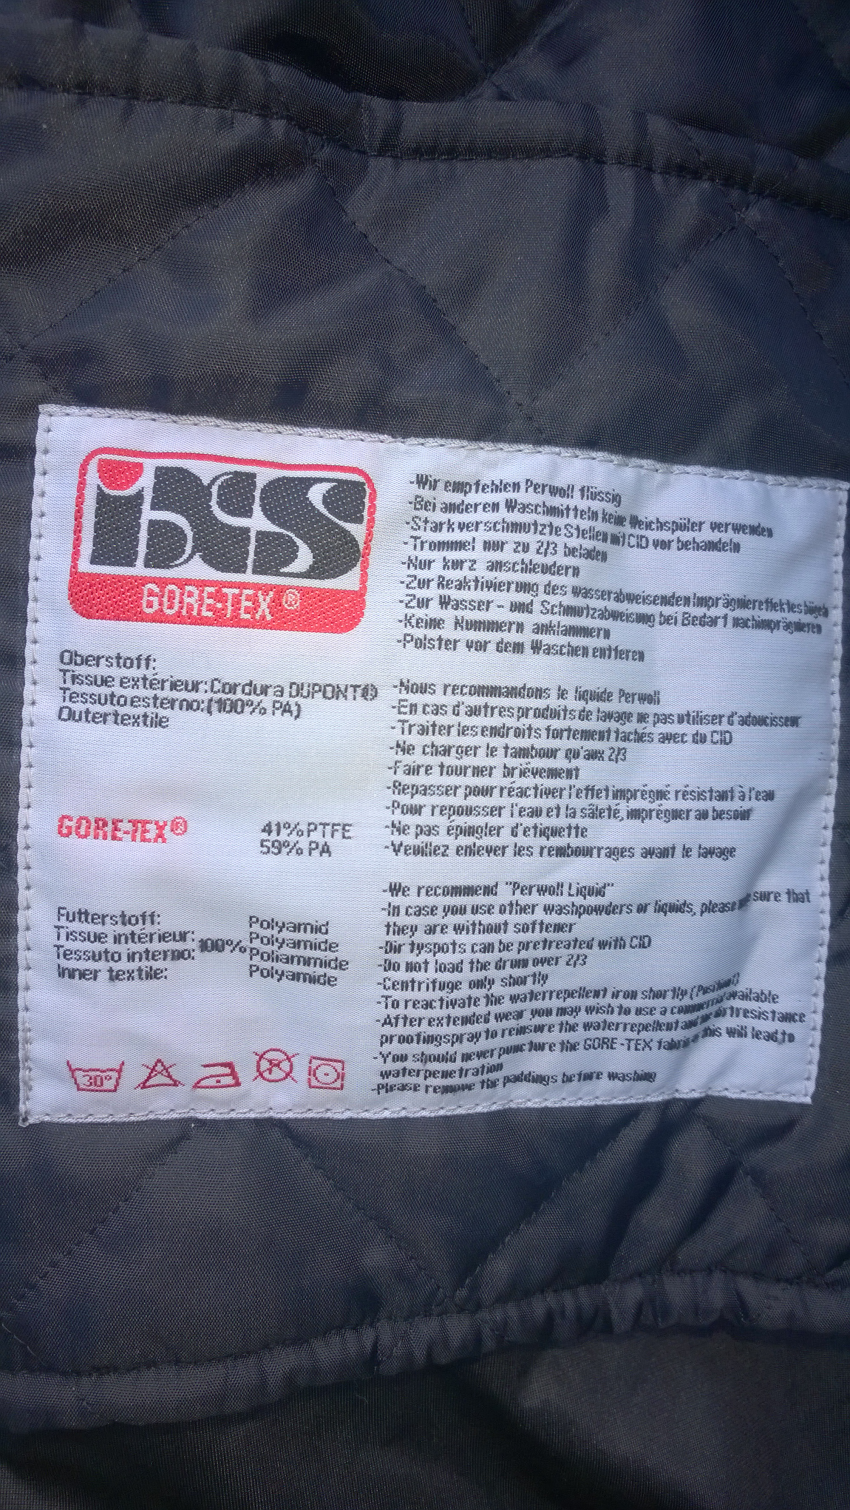 iXS
GORE-TEX®
Oberstoff:
Tissue extérieur: Cordura DUPONT®
Tessuto esterno: (100% PA)
Outertextile
GORE-TEX®
41% PTFE
59% PA
Futterstoff: Polyamid
Tissue intérieur: 100% Polyamide
Tessuto interno: Poliammide
Inner textile: Polyamide
30°
-Wir empfehlen Perwoll flüssig
-Bei anderen Waschmitteln keine Weichspüler verwenden
-Stark verschmutzte Stellen mit CID vor behandeln
-Trommel nur zu 2/3 beladen
-Nur kurz anschleudern
-Zur Reaktivierung des wasserabweisenden Imprägniereffektes bügeln
-Zur Wasser- und Schmutzabweisung bei Bedarf nachimprägnieren
-Keine Nummern anklammern
-Polster vor dem Waschen entferen
-Nous recommandons le liquide Perwoll
-En cas d'autres produits de lavage ne pas utiliser d'adoucisseur
-Traiter les endroits fortement tachés avec du CID
-Ne charger le tambour qu'aux 2/3
-Faire tourner brièvement
-Repasser pour réactiver l'effet imprégné résistant à l'eau
-Pour repousser l'eau et la sâleté, imprégner au besoin
-Ne pas épingler d'etiquette
-Veuillez enlever les rembourrages avant le lavage
-We recommend "Perwoll Liquid"
-In case you use other washpowders or liquids, please sure that
they are without softener
-Dir tyspots can be pretreated with CID
-Do not load the drum over 2/3
-Centrifuge only shortly
-To reactivate the waterrepellent iron shortly (Position 1)
-After extended wear you may wish to use a commercial available
proofingspray to reinsure the waterrepellent and dirtresistance
-You should never puncture the GORE-TEX fabric this will lead to
waterpenetration
-Please remove the paddings before washing